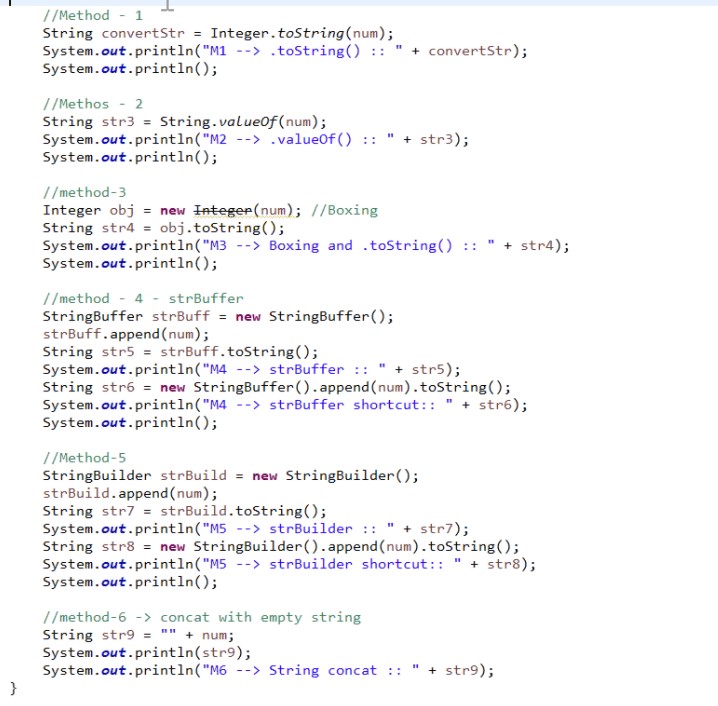 //Method - 1
String convertStr = Integer.toString(num);
System.out.println("M1 --> .toString() :: " + convertStr);
System.out.println();
//Methos - 2
String str3 = String.valueOf(num);
System.out.println("M2 --> .valueOf() :: " + str3);
System.out.println();
//method-3
Integer obj = new Integer(num); //Boxing
String str4 = obj.toString();
System.out.println("M3 --> Boxing and .toString() :: " + str4);
System.out.println();
//method - 4 - strBuffer
StringBuffer strBuff = new StringBuffer();
strBuff.append(num);
String str5 = strBuff.toString();
System.out.println("M4 --> strBuffer :: " + str5);
String str6 = new StringBuffer().append(num).toString();
System.out.println("M4 --> strBuffer shortcut:: " + str6);
System.out.println();
//Method-5
StringBuilder strBuild = new StringBuilder();
strBuild.append(num);
String str7 = strBuild.toString();
System.out.println("M5 --> strBuilder :: " + str7);
String str8 = new StringBuilder().append(num).toString();
System.out.println("M5 --> strBuilder shortcut:: " + str8);
System.out.println();
//method-6 -> concat with empty string
String str9 = "" + num;
System.out.println(str9);
System.out.println("M6 --> String concat :: " + str9);
}